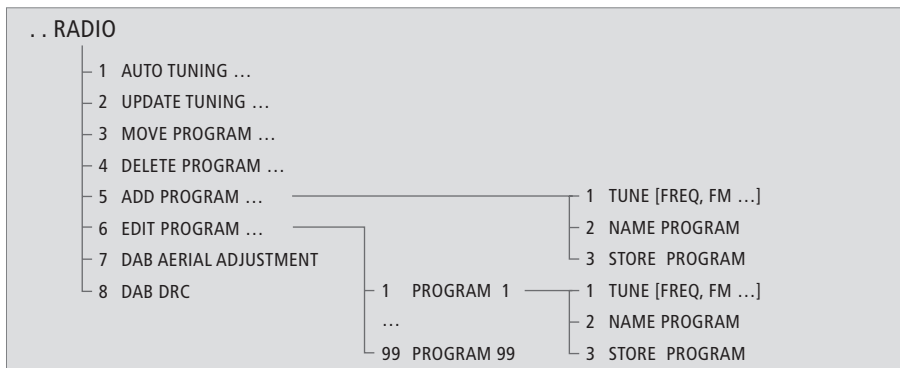 . . RADIO
1 AUTO TUNING …
2 UPDATE TUNING …
3 MOVE PROGRAM …
4 DELETE PROGRAM …
5 ADD PROGRAM … 1 TUNE [FREQ, FM …]
6 EDIT PROGRAM … 2 NAME PROGRAM
7 DAB AERIAL ADJUSTMENT 3 STORE PROGRAM
8 DAB DRC 1 PROGRAM 1 1 TUNE [FREQ, FM …]
… 2 NAME PROGRAM
99 PROGRAM 99 3 STORE PROGRAM